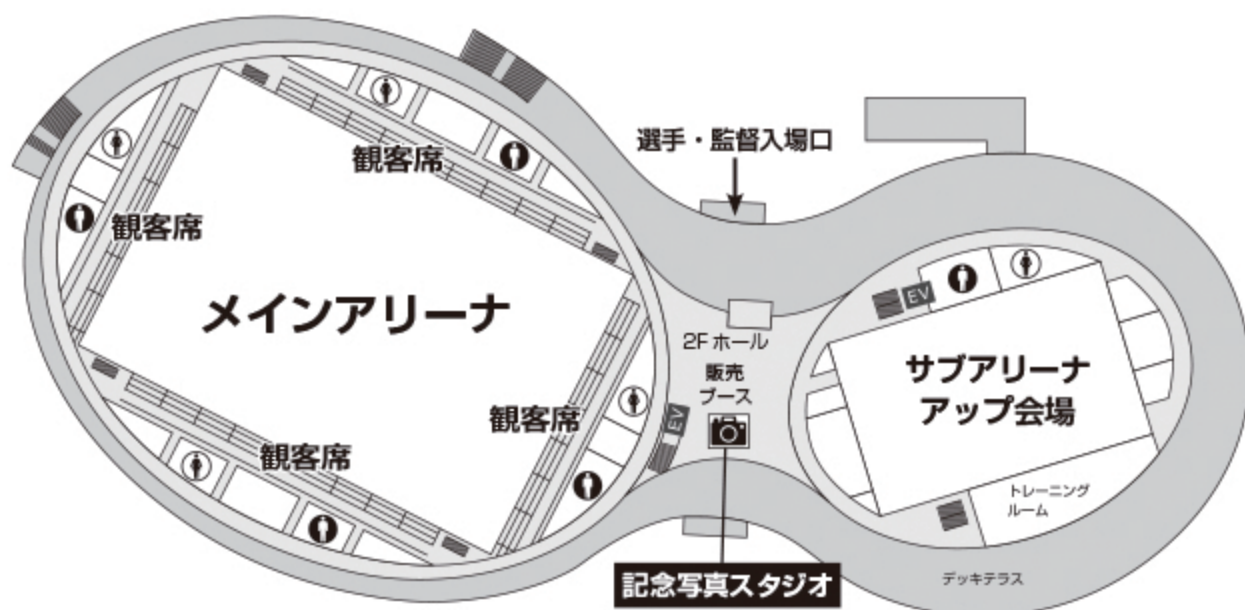 選手・監督入場口
観客席
観客席
メインアリーナ
EV
2Fホール
販売
ブース
サブアリーナ
アップ会場
観客席
EV
観客席
トレーニング
ルーム
記念写真スタジオ
デッキテラス